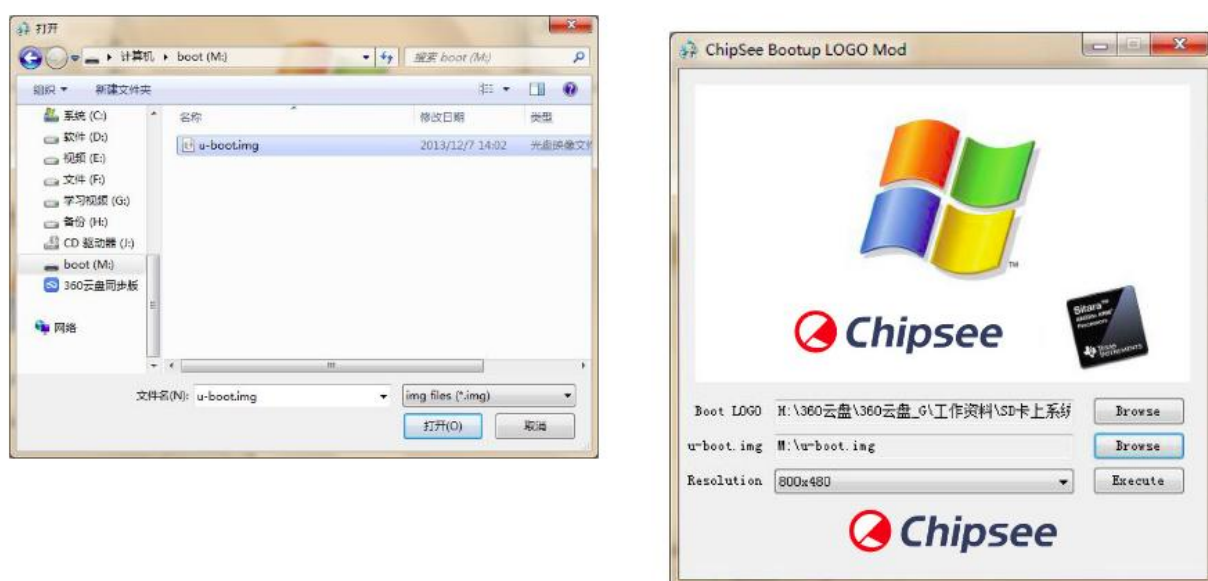 打开
计算机 ▸ boot (M:)
搜索 boot (M:)
组织 新建文件夹
系统 (C:)
软件 (D:)
视频 (E:)
文件 (F:)
学习视频 (G:)
备份 (H:)
CD 驱动器 (J:)
boot (M:)
360云盘同步版
网络
名称 修改日期 类型
u-boot.img 2013/12/7 14:02 光盘映像文件
文件名(N): u-boot.img img files (*.img)
打开(O) 取消
ChipSee Bootup LOGO Mod
TM
Chipsee
Sitara™
Processors
TEXAS INSTRUMENTS
Boot LOGO H:\360云盘\360云盘_G\工作资料\SD卡上系统 Browse
u-boot.img M:\u-boot.img Browse
Resolution 800x480 Execute
Chipsee